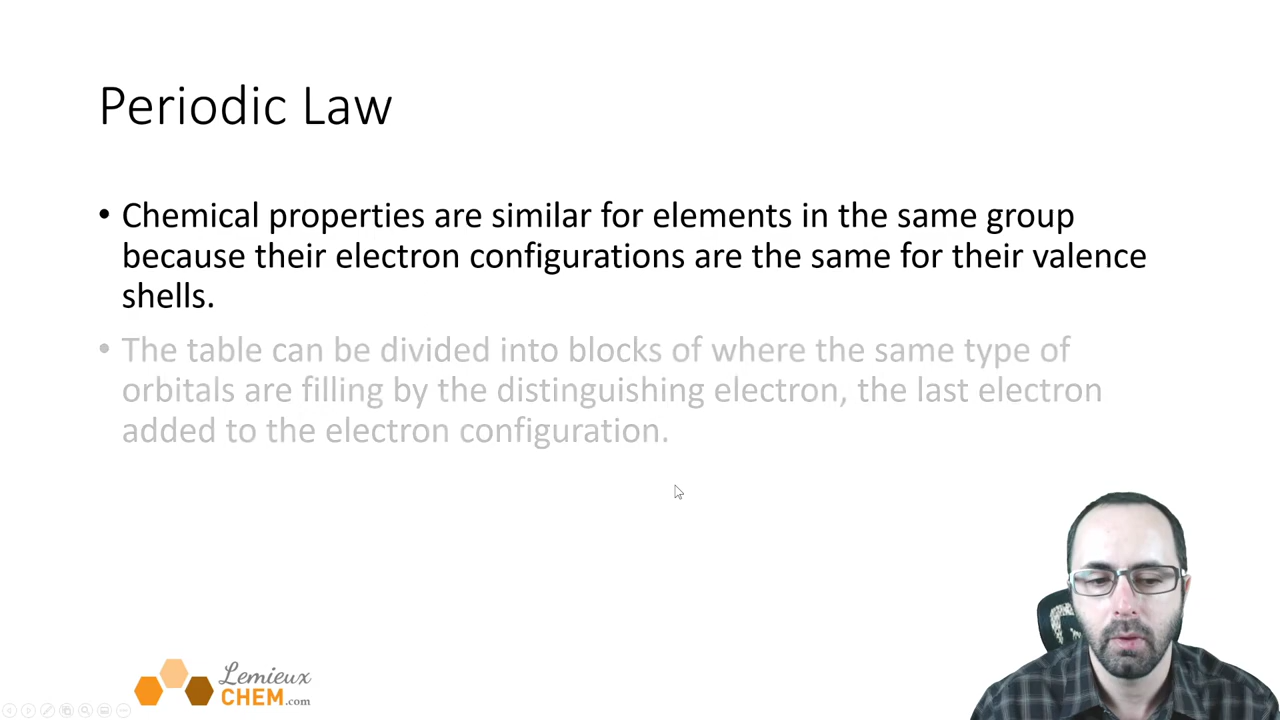 Periodic Law
• Chemical properties are similar for elements in the same group
because their electron configurations are the same for their valence
shells.
• The table can be divided into blocks of where the same type of
orbitals are filling by the distinguishing electron, the last electron
added to the electron configuration.
Lemieux
CHEM.com